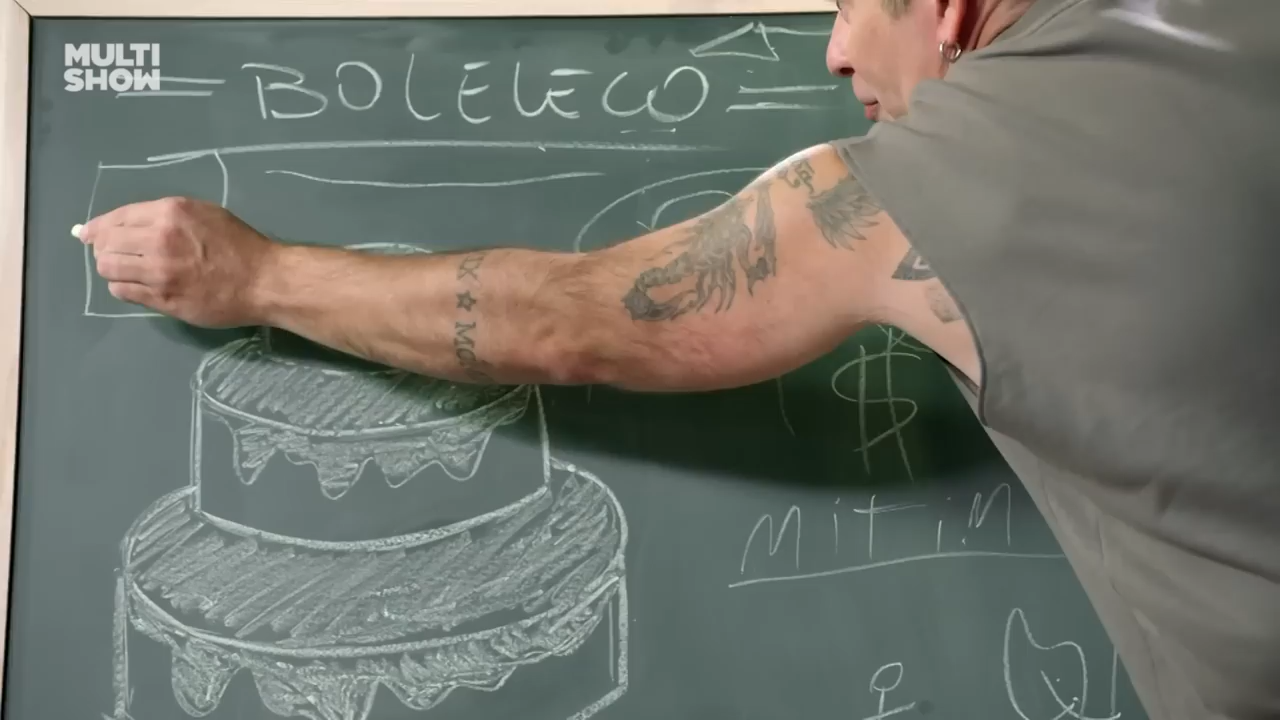 MULTI
SHOW
= BOLELECO =
$
MITIM